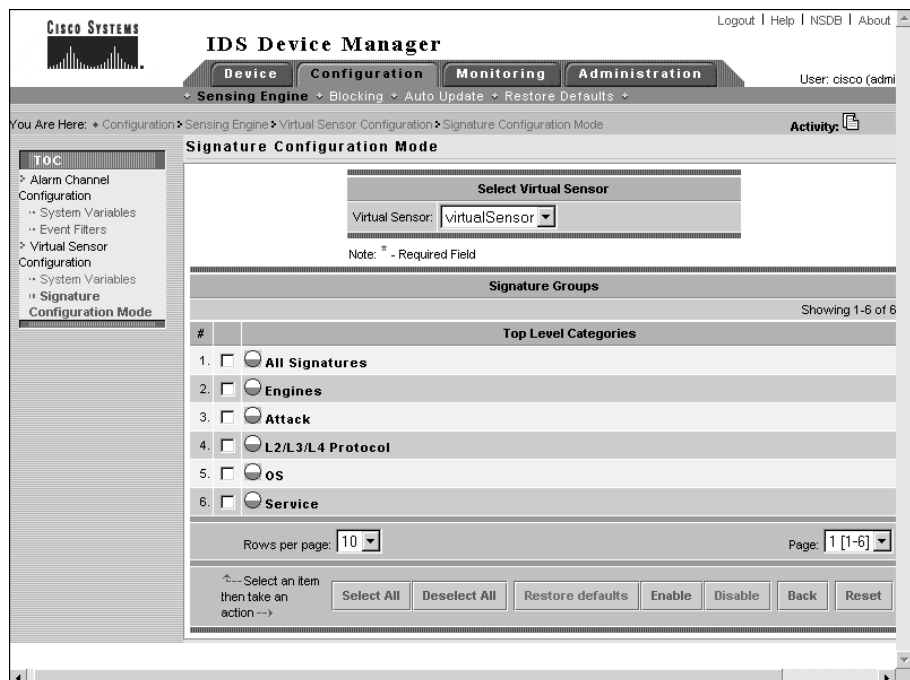 CISCO SYSTEMS
Logout | Help | NSDB | About
IDS Device Manager
Device Configuration Monitoring Administration
User: cisco (admi
Sensing Engine Blocking Auto Update Restore Defaults
You Are Here: Configuration > Sensing Engine > Virtual Sensor Configuration > Signature Configuration Mode
Activity:
TOC
Alarm Channel
Configuration
System Variables
Event Filters
Virtual Sensor
Configuration
System Variables
Signature
Configuration Mode
Signature Configuration Mode
Select Virtual Sensor
Virtual Sensor: virtualSensor
Note: * - Required Field
Signature Groups
Showing 1-6 of 6
# Top Level Categories
1. All Signatures
2. Engines
3. Attack
4. L2/L3/L4 Protocol
5. OS
6. Service
Rows per page: 10
Page: 1 [1-6]
Select an item
then take an
action -->
Select All Deselect All Restore defaults Enable Disable Back Reset